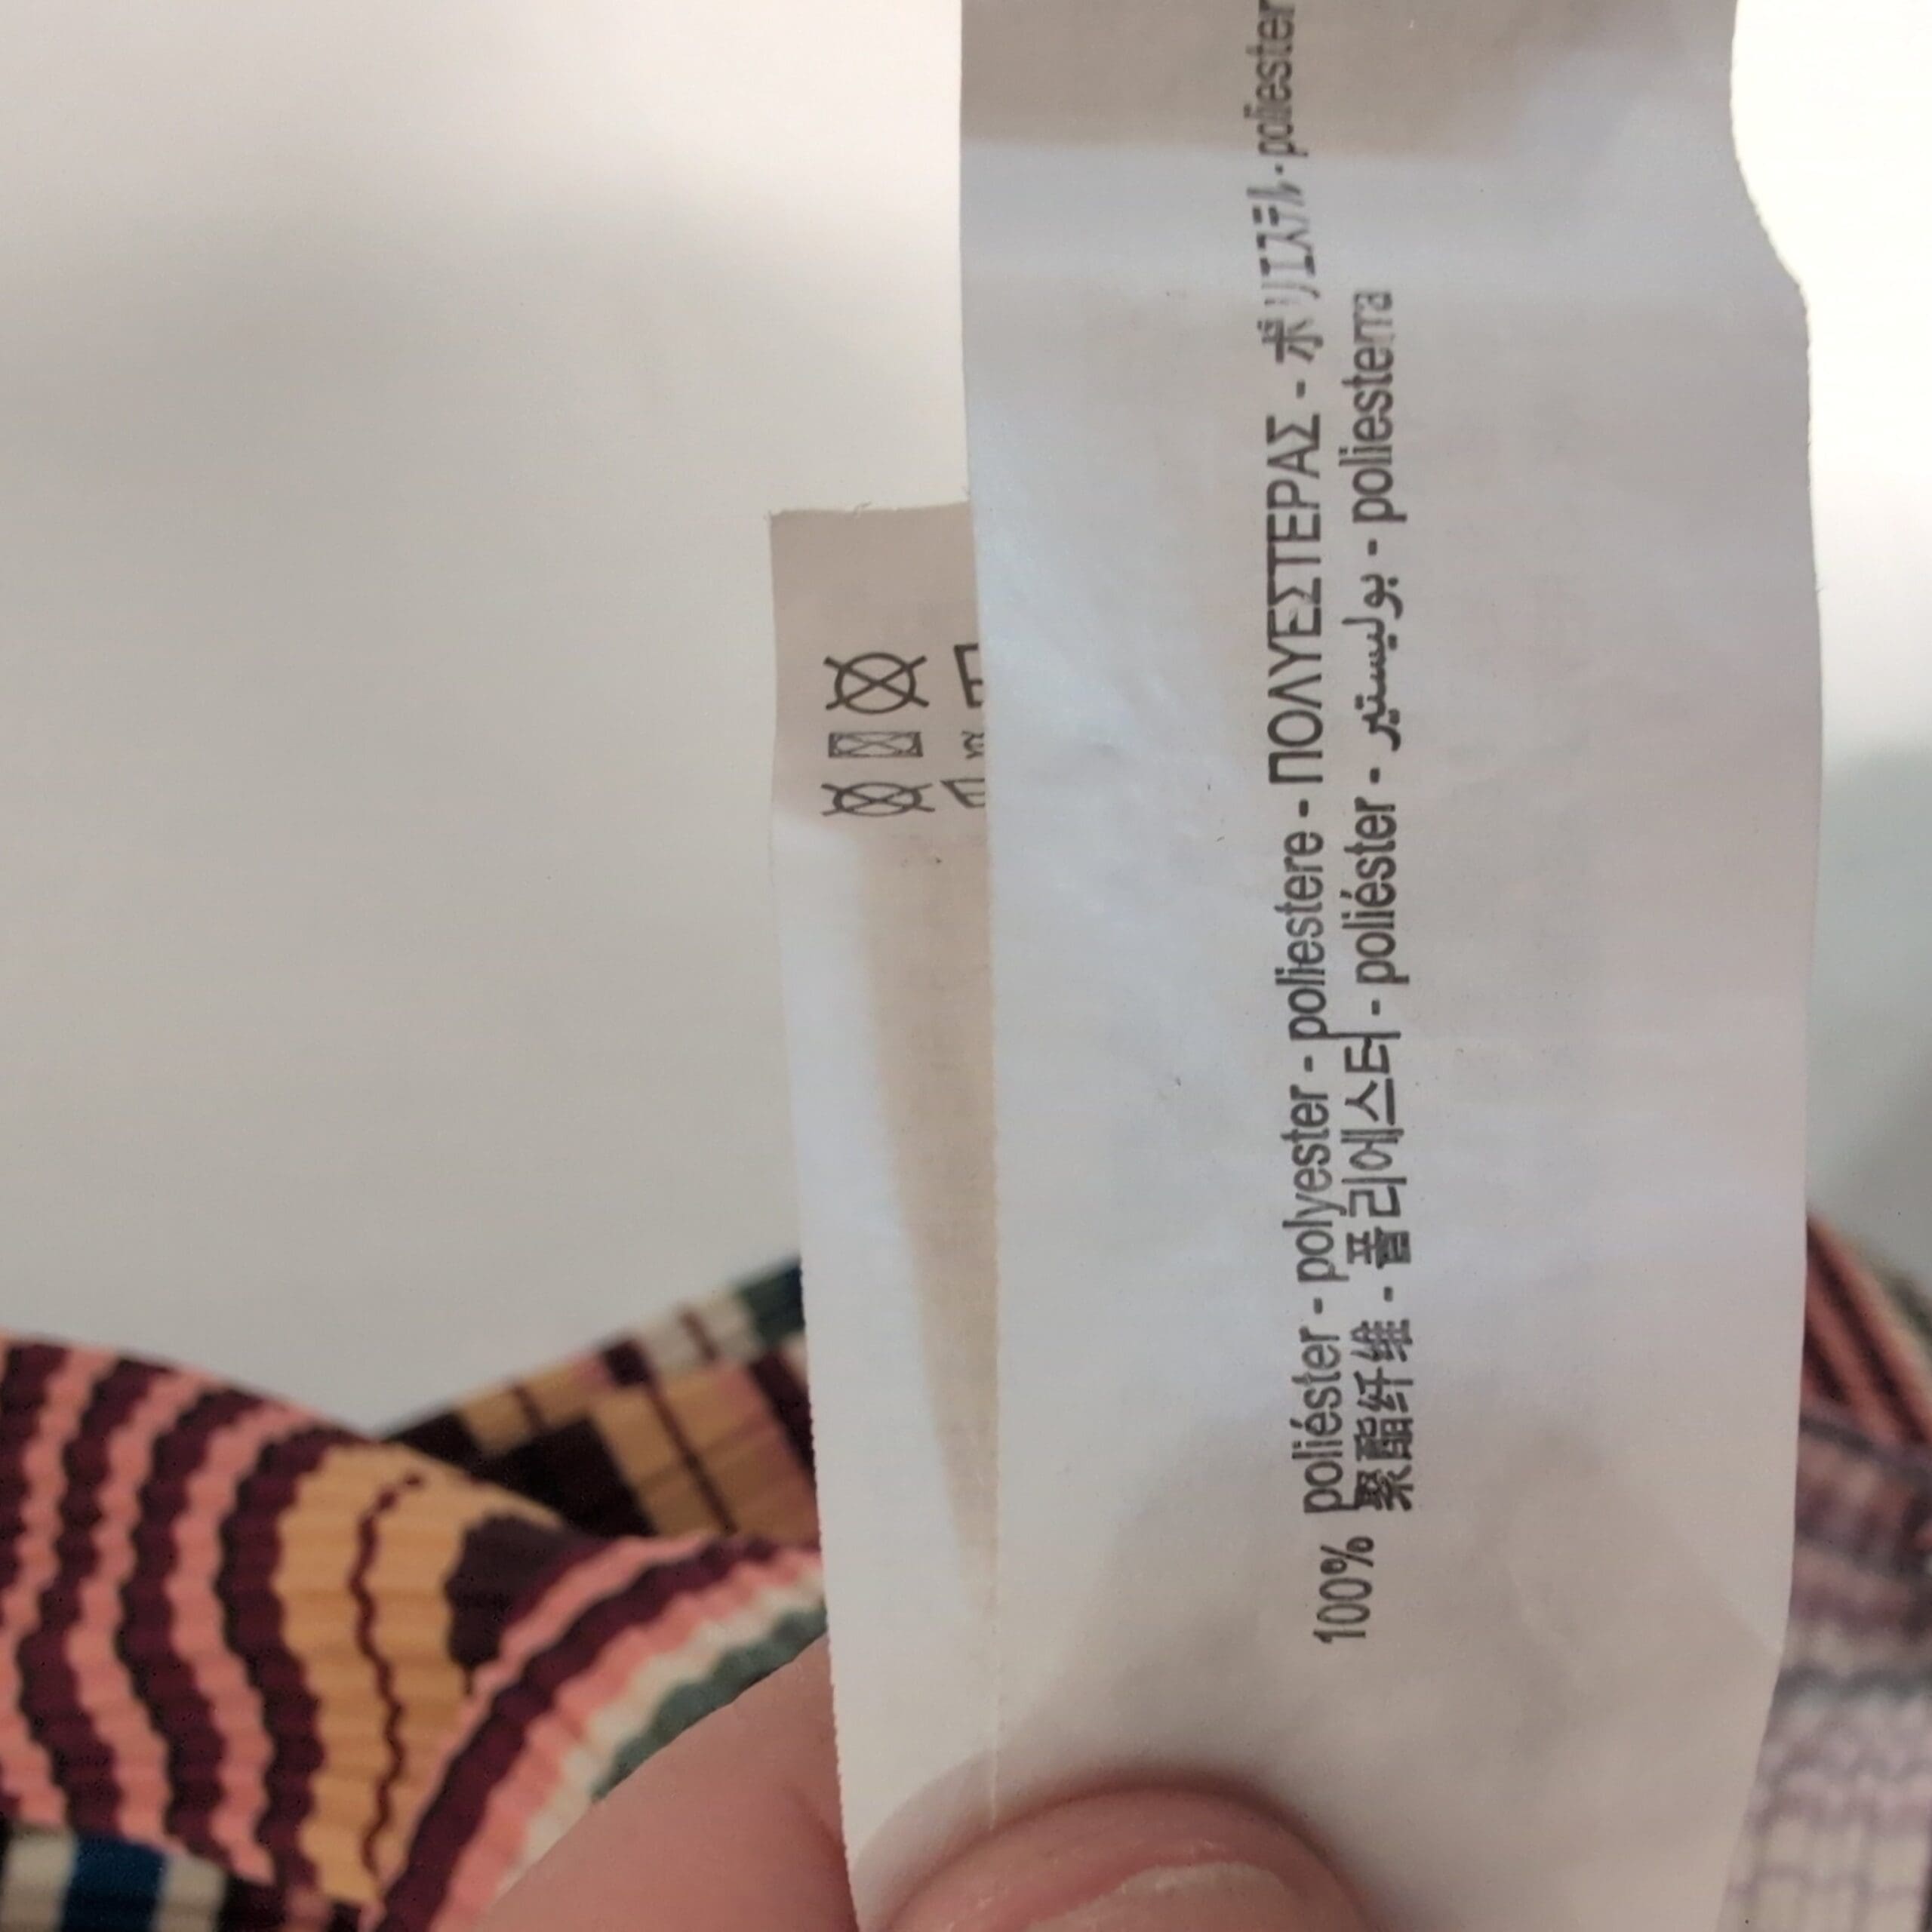 100% poliéster - polyester - poliestere - ΠΟΛΥΕΣΤΕΡΑΣ - ポリエステル - poliester
聚酯纤维 - 폴리에스터 - poliéster - بوليستير - poliesterra